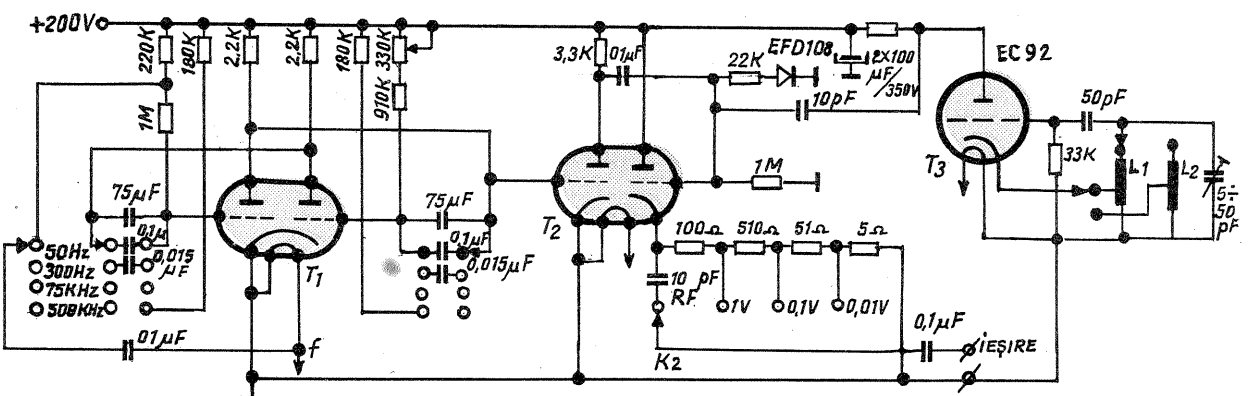 +200V
220K
180K
2,2K
2,2K
180K
330K
910K
1M
3,3K
01µF
22K
EFD108
2X100
µF/350V
10pF
EC92
50pF
33K
T3
L1
L2
5÷50
pF
75µF
0,1µ
0,015
µF
50Hz
300Hz
75KHz
500KHz
T1
01µF
f
75µF
0,1µF
0,015µF
T2
1M
100Ω
510Ω
51Ω
5Ω
10 pF
RF
1V
0,1V
0,01V
K2
0,1µF
IEȘIRE